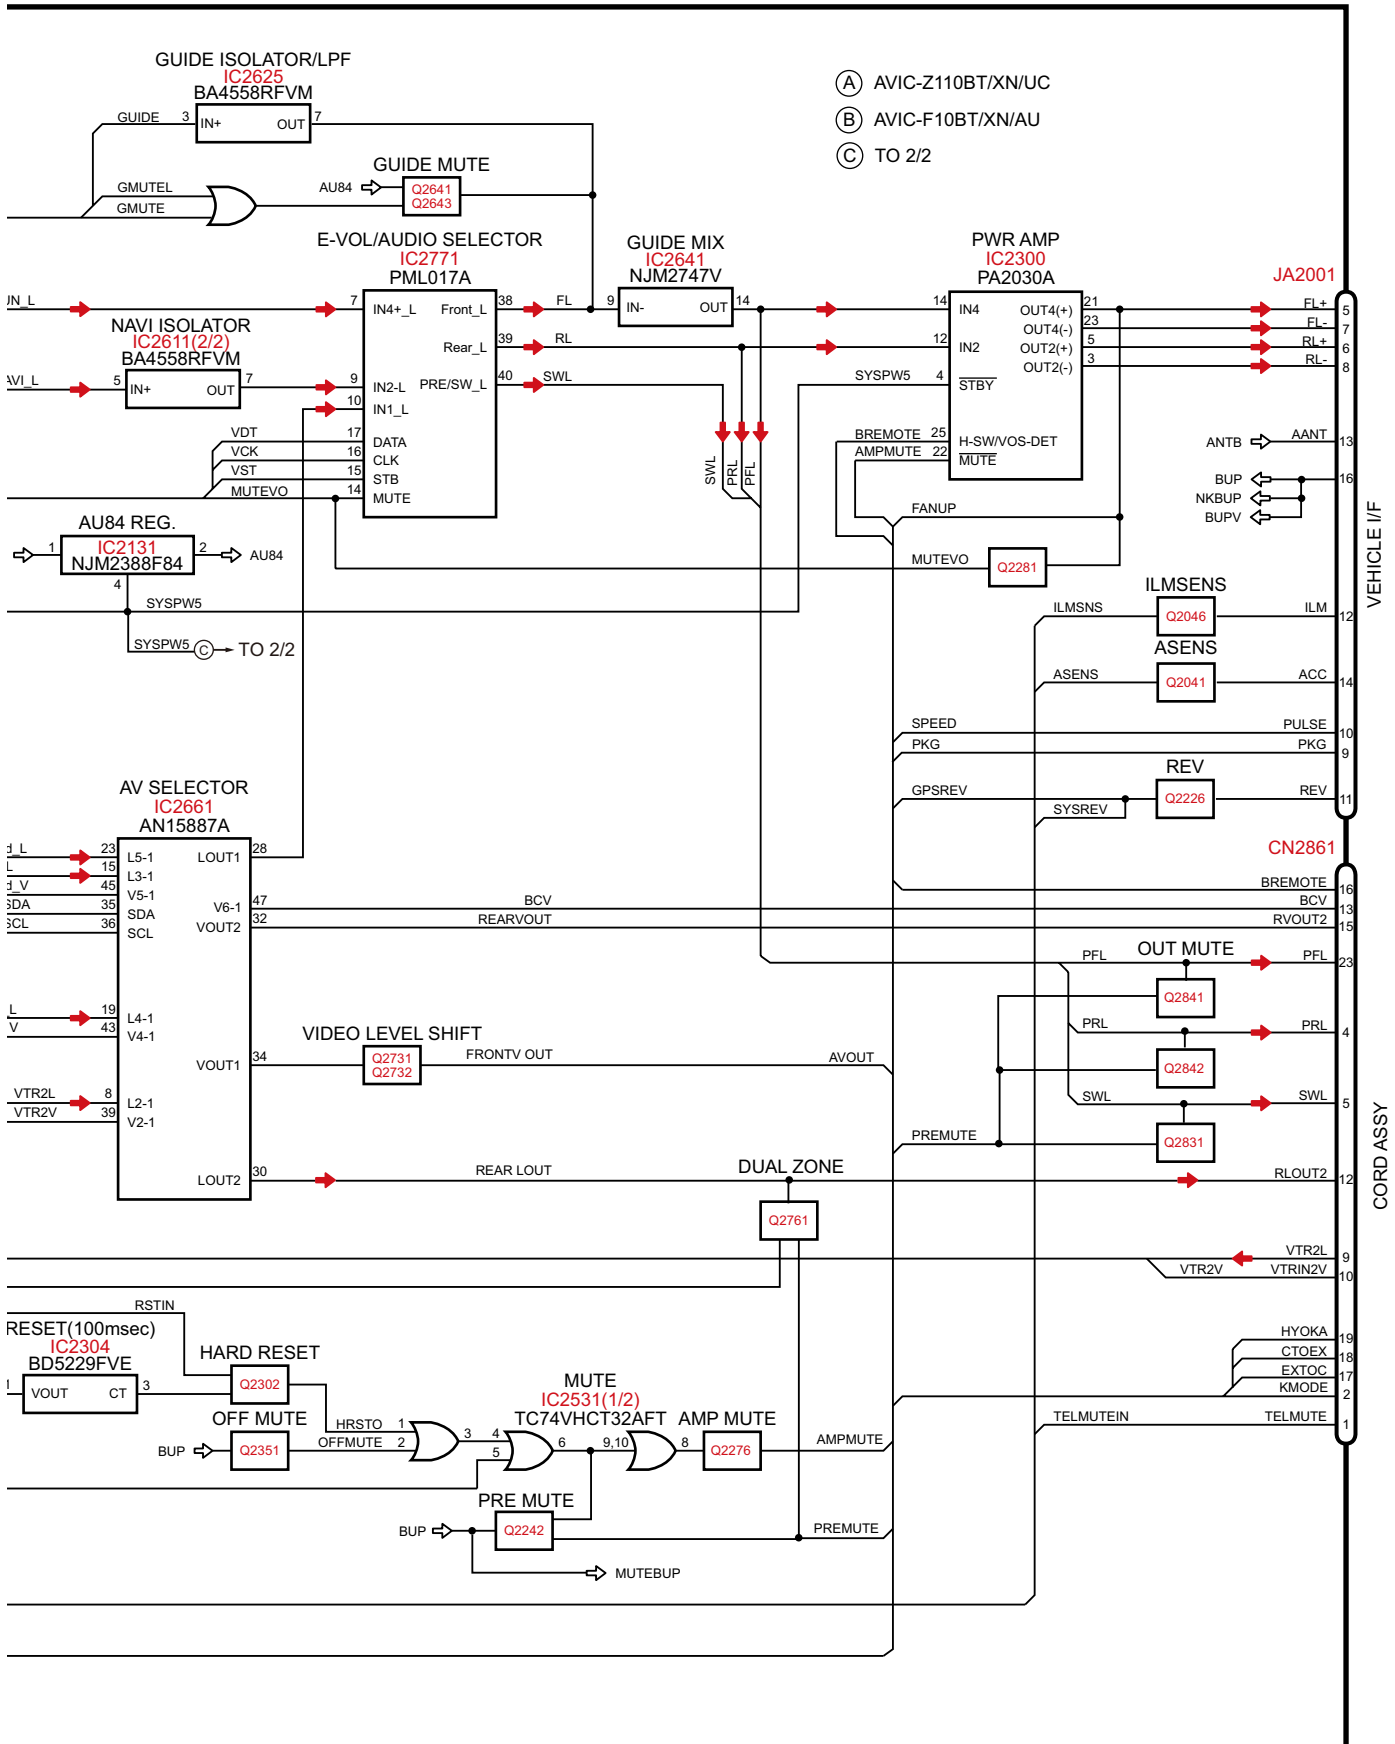 GUIDE ISOLATOR/LPF
IC2625
BA4558RFVM
GUIDE 3 IN+ OUT 7
A AVIC-Z110BT/XN/UC
B AVIC-F10BT/XN/AU
C TO 2/2
GUIDE MUTE
AU84 Q2641
Q2643
GMUTEL
GMUTE
E-VOL/AUDIO SELECTOR
IC2771
PML017A
GUIDE MIX
IC2641
NJM2747V
PWR AMP
IC2300
PA2030A
JA2001
UN_L 7 IN4+_L Front_L 38 FL 9 IN- OUT 14
14 IN4 OUT4(+) 21 FL+ 5
OUT4(-) 23 FL- 7
NAVI ISOLATOR
IC2611(2/2)
BA4558RFVM
Rear_L 39 RL 12 IN2 OUT2(+) 5 RL+ 6
OUT2(-) 3 RL- 8
AVI_L 5 IN+ OUT 7 9 IN2-L PRE/SW_L 40 SWL
SYSPW5 4 STBY
10 IN1_L
VDT 17 DATA
VCK 16 CLK
VST 15 STB
MUTEVO 14 MUTE
SWL
PRL
PFL
BREMOTE 25 H-SW/VOS-DET
AMPMUTE 22 MUTE
ANTB AANT 13
BUP 16
NKBUP
BUPV
VEHICLE I/F
FANUP
MUTEVO Q2281
AU84 REG.
1 IC2131 2 AU84
NJM2388F84
4
SYSPW5
SYSPW5 C TO 2/2
ILMSENS
ILMSNS Q2046 ILM 12
ASENS
ASENS Q2041 ACC 14
SPEED PULSE 10
PKG PKG 9
REV
GPSREV Q2226 REV 11
SYSREV
AV SELECTOR
IC2661
AN15887A
CN2861
d_L 23 L5-1 LOUT1 28
L 15 L3-1
d_V 45 V5-1
SDA 35 SDA V6-1 47 BCV
SCL 36 SCL VOUT2 32 REARVOUT
BREMOTE 16
BCV 13
RVOUT2 15
L 19 L4-1
V 43 V4-1
PFL OUT MUTE PFL 23
Q2841
PRL PRL 4
Q2842
SWL SWL 5
Q2831
PREMUTE
VIDEO LEVEL SHIFT
VOUT1 34 Q2731 FRONTV OUT AVOUT
Q2732
VTR2L 8 L2-1
VTR2V 39 V2-1
LOUT2 30 REAR LOUT
DUAL ZONE
Q2761
RLOUT2 12
CORD ASSY
VTR2L 9
VTR2V VTRIN2V 10
RSTIN
RESET(100msec)
IC2304
BD5229FVE
VOUT CT 3
HARD RESET
Q2302
OFF MUTE
BUP Q2351
HRSTO 1
OFFMUTE 2
3 4
5
6
MUTE
IC2531(1/2)
TC74VHCT32AFT
9,10 8
AMP MUTE
Q2276
AMPMUTE
HYOKA 19
CTOEX 18
EXTOC 17
KMODE 2
TELMUTEIN TELMUTE 1
PRE MUTE
BUP Q2242
PREMUTE
MUTEBUP